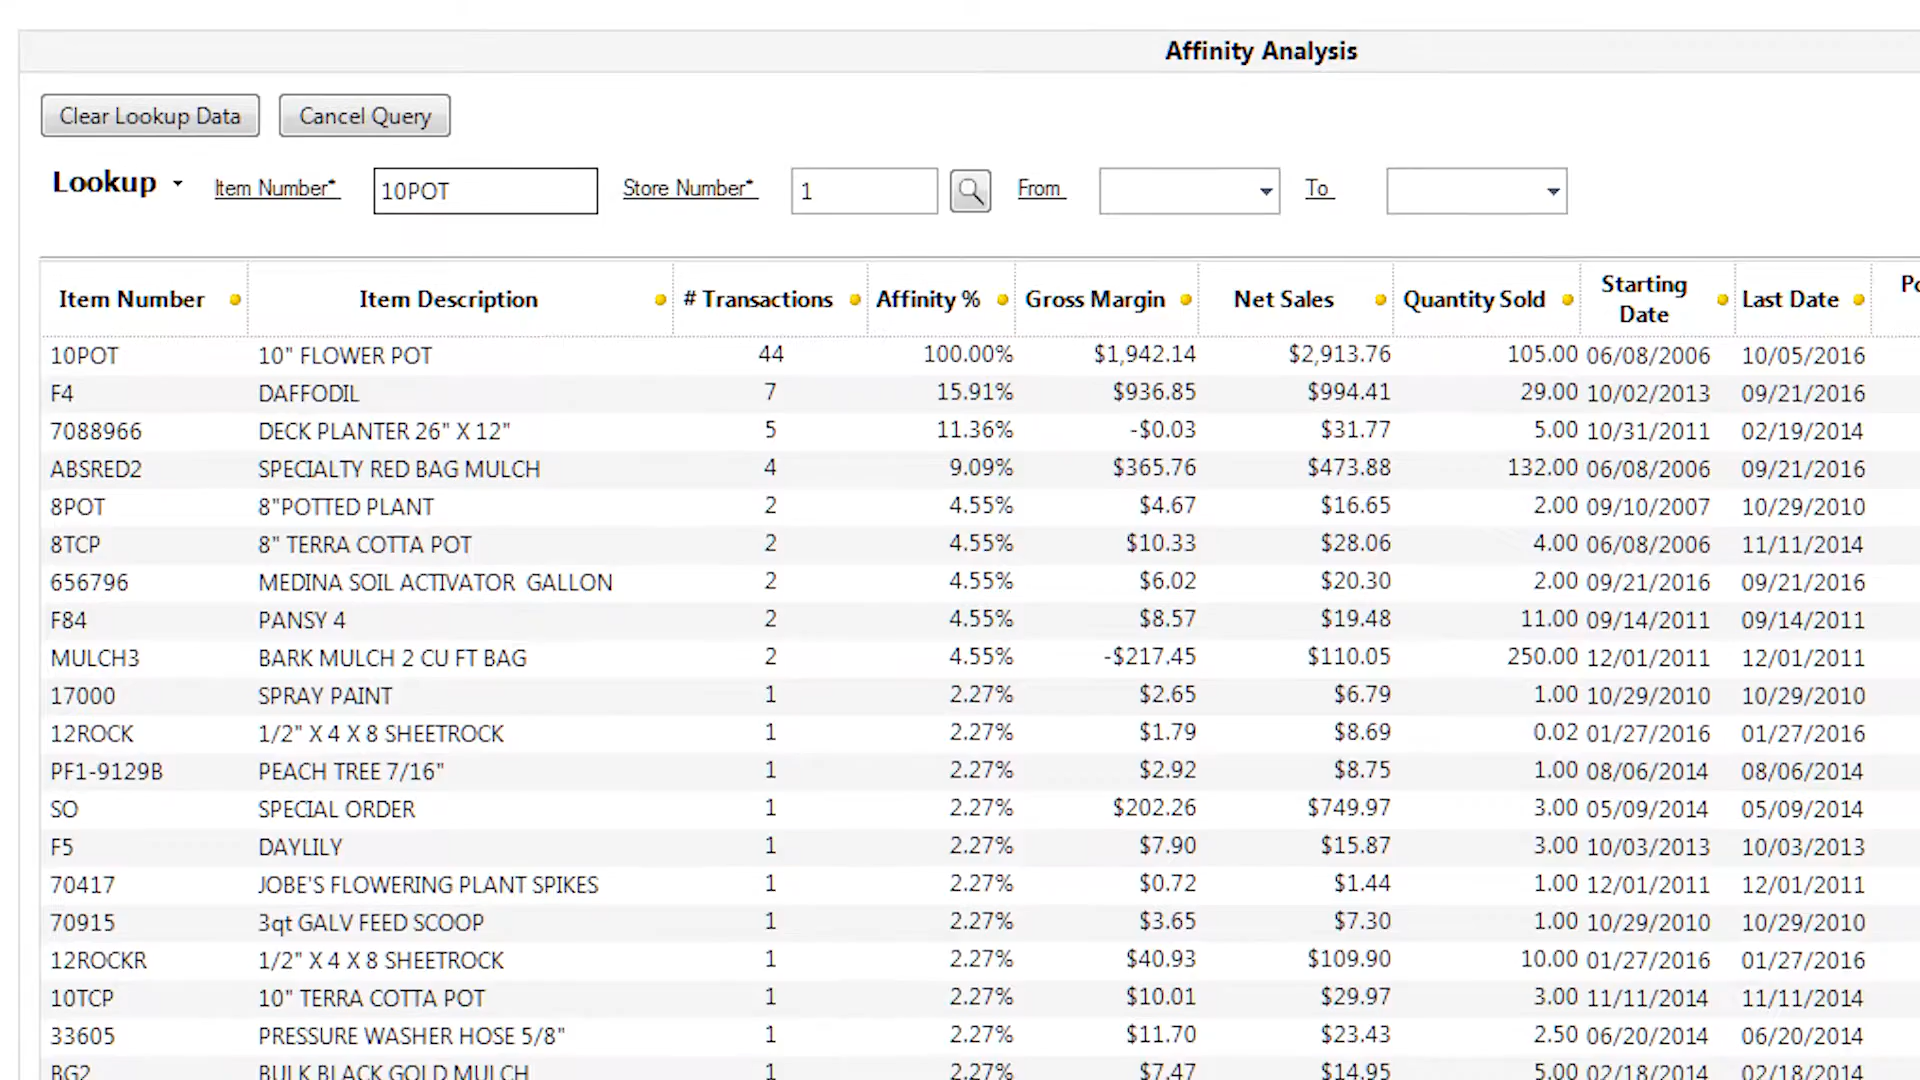 Affinity Analysis
Clear Lookup Data Cancel Query
Lookup Item Number* 10POT Store Number* 1 From To
Item Number Item Description # Transactions Affinity % Gross Margin Net Sales Quantity Sold Starting Date Last Date
10POT 10" FLOWER POT 44 100.00% $1,942.14 $2,913.76 105.00 06/08/2006 10/05/2016
F4 DAFFODIL 7 15.91% $936.85 $994.41 29.00 10/02/2013 09/21/2016
7088966 DECK PLANTER 26" X 12" 5 11.36% -$0.03 $31.77 5.00 10/31/2011 02/19/2014
ABSRED2 SPECIALTY RED BAG MULCH 4 9.09% $365.76 $473.88 132.00 06/08/2006 09/21/2016
8POT 8"POTTED PLANT 2 4.55% $4.67 $16.65 2.00 09/10/2007 10/29/2010
8TCP 8" TERRA COTTA POT 2 4.55% $10.33 $28.06 4.00 06/08/2006 11/11/2014
656796 MEDINA SOIL ACTIVATOR  GALLON 2 4.55% $6.02 $20.30 2.00 09/21/2016 09/21/2016
F84 PANSY 4 2 4.55% $8.57 $19.48 11.00 09/14/2011 09/14/2011
MULCH3 BARK MULCH 2 CU FT BAG 2 4.55% -$217.45 $110.05 250.00 12/01/2011 12/01/2011
17000 SPRAY PAINT 1 2.27% $2.65 $6.79 1.00 10/29/2010 10/29/2010
12ROCK 1/2" X 4 X 8 SHEETROCK 1 2.27% $1.79 $8.69 0.02 01/27/2016 01/27/2016
PF1-9129B PEACH TREE 7/16" 1 2.27% $2.92 $8.75 1.00 08/06/2014 08/06/2014
SO SPECIAL ORDER 1 2.27% $202.26 $749.97 3.00 05/09/2014 05/09/2014
F5 DAYLILY 1 2.27% $7.90 $15.87 3.00 10/03/2013 10/03/2013
70417 JOBE'S FLOWERING PLANT SPIKES 1 2.27% $0.72 $1.44 1.00 12/01/2011 12/01/2011
70915 3qt GALV FEED SCOOP 1 2.27% $3.65 $7.30 1.00 10/29/2010 10/29/2010
12ROCKR 1/2" X 4 X 8 SHEETROCK 1 2.27% $40.93 $109.90 10.00 01/27/2016 01/27/2016
10TCP 10" TERRA COTTA POT 1 2.27% $10.01 $29.97 3.00 11/11/2014 11/11/2014
33605 PRESSURE WASHER HOSE 5/8" 1 2.27% $11.70 $23.43 2.50 06/20/2014 06/20/2014
BG2 BULK BLACK GOLD MULCH 1 2.27% $7.47 $14.95 5.00 02/18/2014 02/18/2014